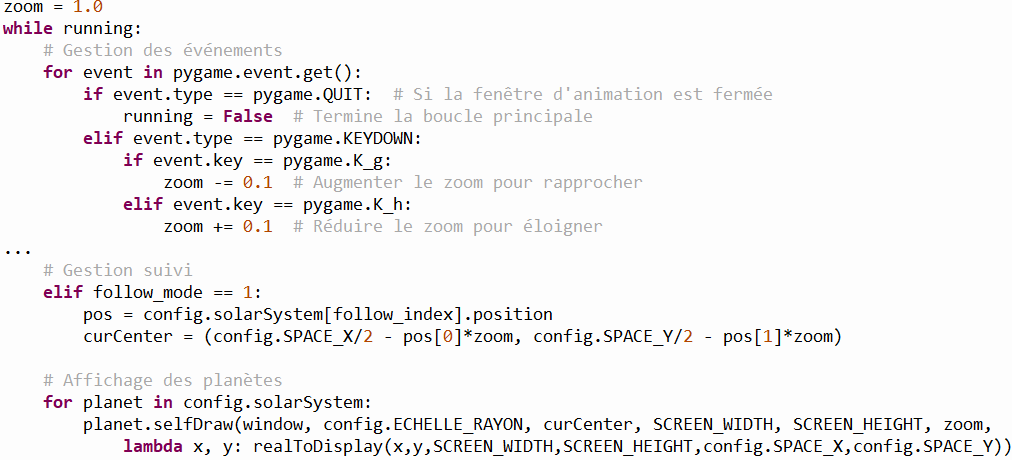 zoom = 1.0
while running:
    # Gestion des événements
    for event in pygame.event.get():
        if event.type == pygame.QUIT:  # Si la fenêtre d'animation est fermée
            running = False  # Termine la boucle principale
        elif event.type == pygame.KEYDOWN:
            if event.key == pygame.K_g:
                zoom -= 0.1  # Augmenter le zoom pour rapprocher
            elif event.key == pygame.K_h:
                zoom += 0.1  # Réduire le zoom pour éloigner
...
    # Gestion suivi
    elif follow_mode == 1:
        pos = config.solarSystem[follow_index].position
        curCenter = (config.SPACE_X/2 - pos[0]*zoom, config.SPACE_Y/2 - pos[1]*zoom)
    # Affichage des planètes
    for planet in config.solarSystem:
        planet.selfDraw(window, config.ECHELLE_RAYON, curCenter, SCREEN_WIDTH, SCREEN_HEIGHT, zoom,
            lambda x, y: realToDisplay(x,y,SCREEN_WIDTH,SCREEN_HEIGHT,config.SPACE_X,config.SPACE_Y))